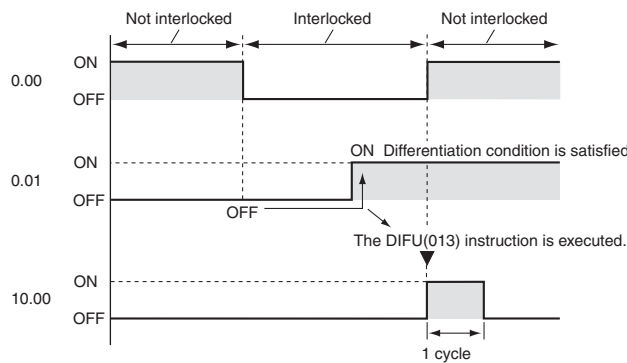 Not interlocked Interlocked Not interlocked
ON
0.00
OFF
ON Differentiation condition is satisfied
ON
0.01
OFF
OFF
The DIFU(013) instruction is executed.
ON
10.00
OFF
1 cycle